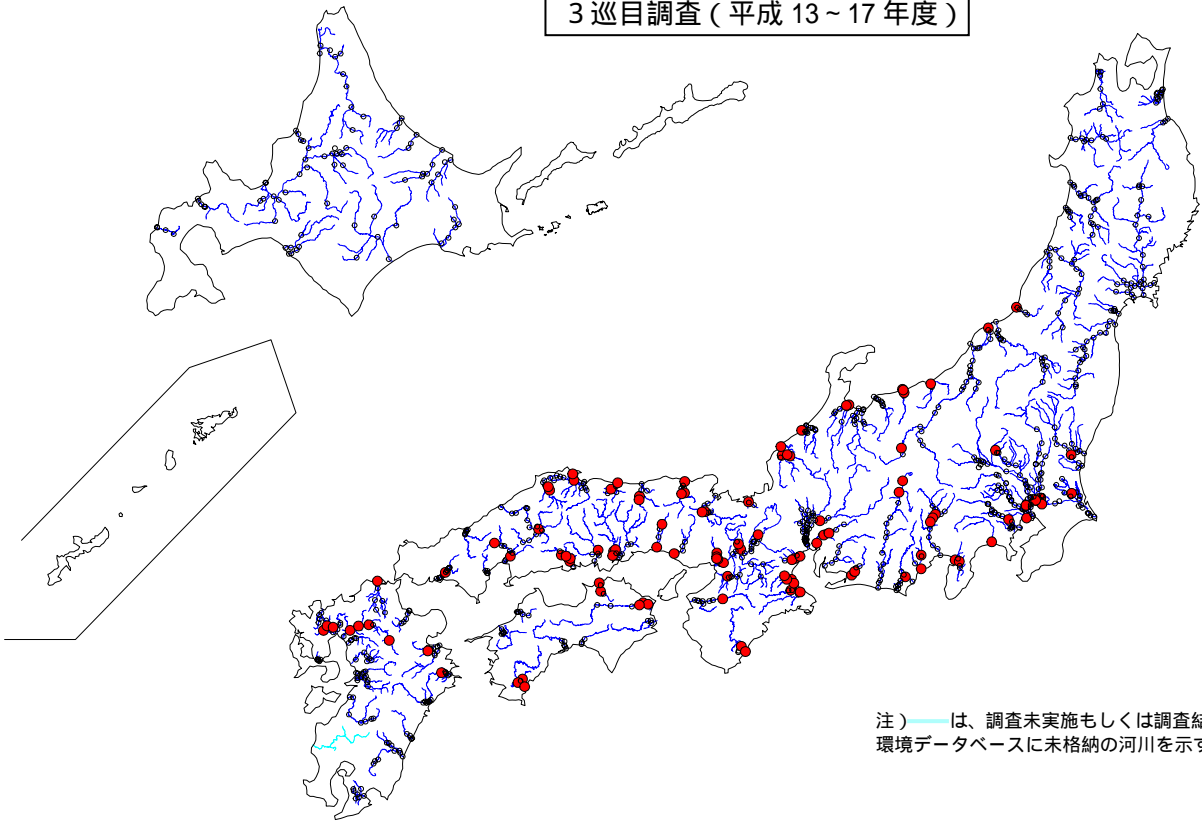 ３巡目調査（平成 13~17 年度）
注） は、調査未実施もしくは調査結
環境データベースに未格納の河川を示す